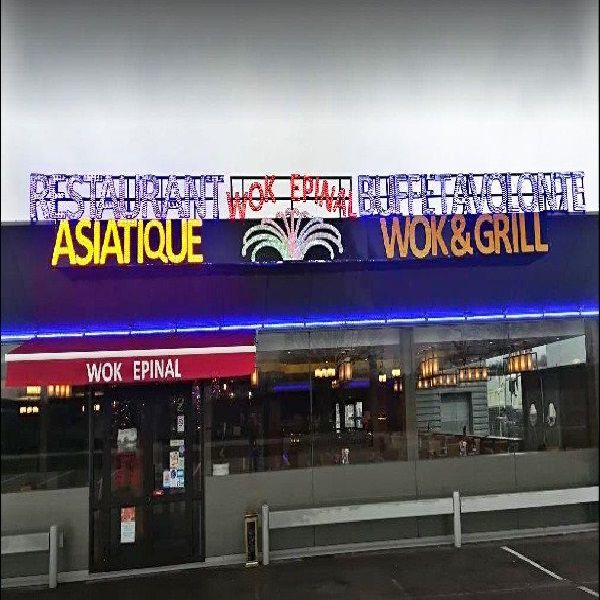 RESTAURANT WOK EPINAL BUFFET A VOLONTE
ASIATIQUE WOK & GRILL
WOK EPINAL